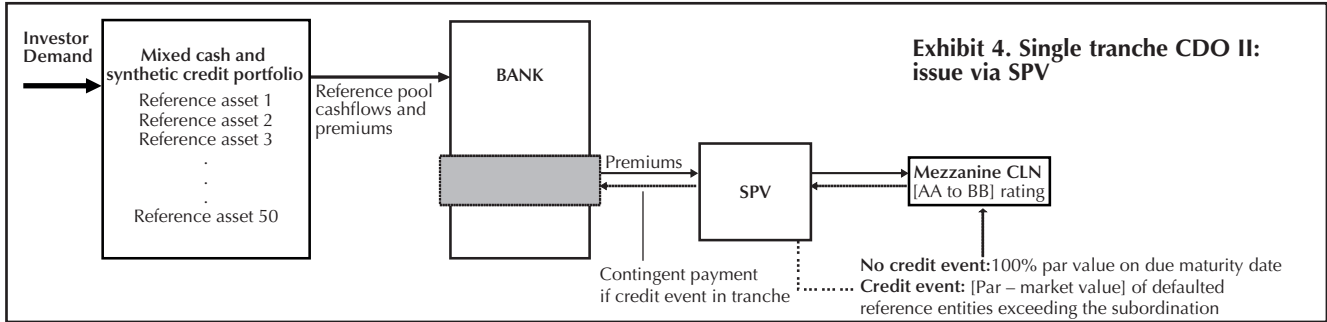 Exhibit 4. Single tranche CDO II:
issue via SPV
Investor
Demand
Mixed cash and
synthetic credit portfolio
Reference asset 1
Reference asset 2
Reference asset 3
.
.
.
Reference asset 50
Reference pool
cashflows and
premiums
BANK
Premiums
Contingent payment
if credit event in tranche
SPV
Mezzanine CLN
[AA to BB] rating
No credit event:100% par value on due maturity date
Credit event: [Par – market value] of defaulted
reference entities exceeding the subordination